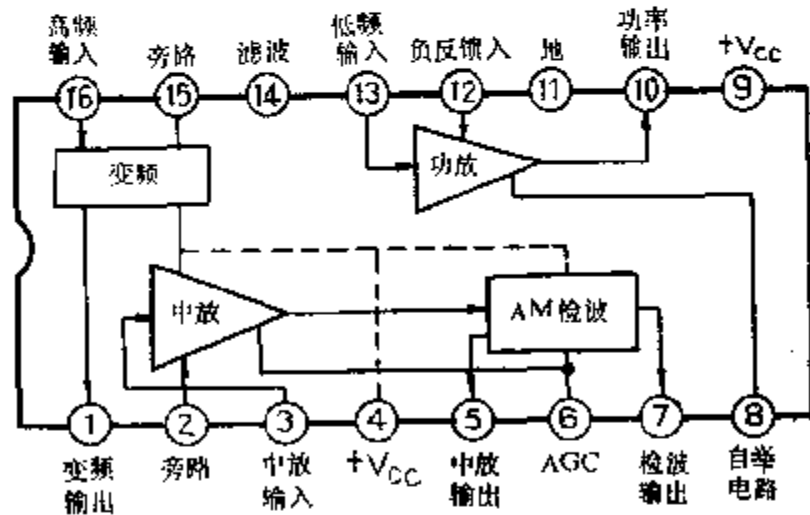 高频
输入
旁路
滤波
低频
输入
负反馈入
地
功率
输出
+VCC
16
15
14
13
12
11
10
9
变频
功放
中放
AM检波
1
2
3
4
5
6
7
8
变频
输出
旁路
中放
输入
+VCC
中放
输出
AGC
检波
输出
自举
电路